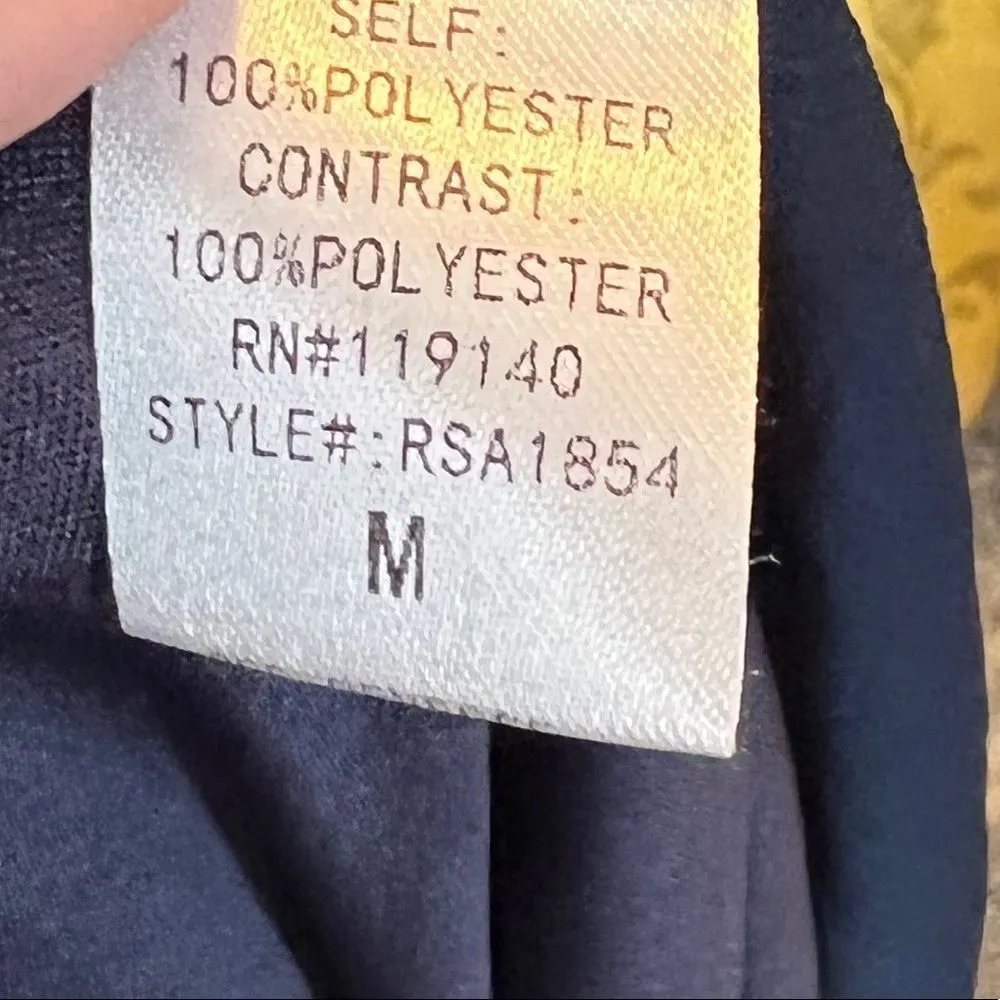 SELF:
100%POLYESTER
CONTRAST:
100%POLYESTER
RN#119140
STYLE#:RSA1854
M